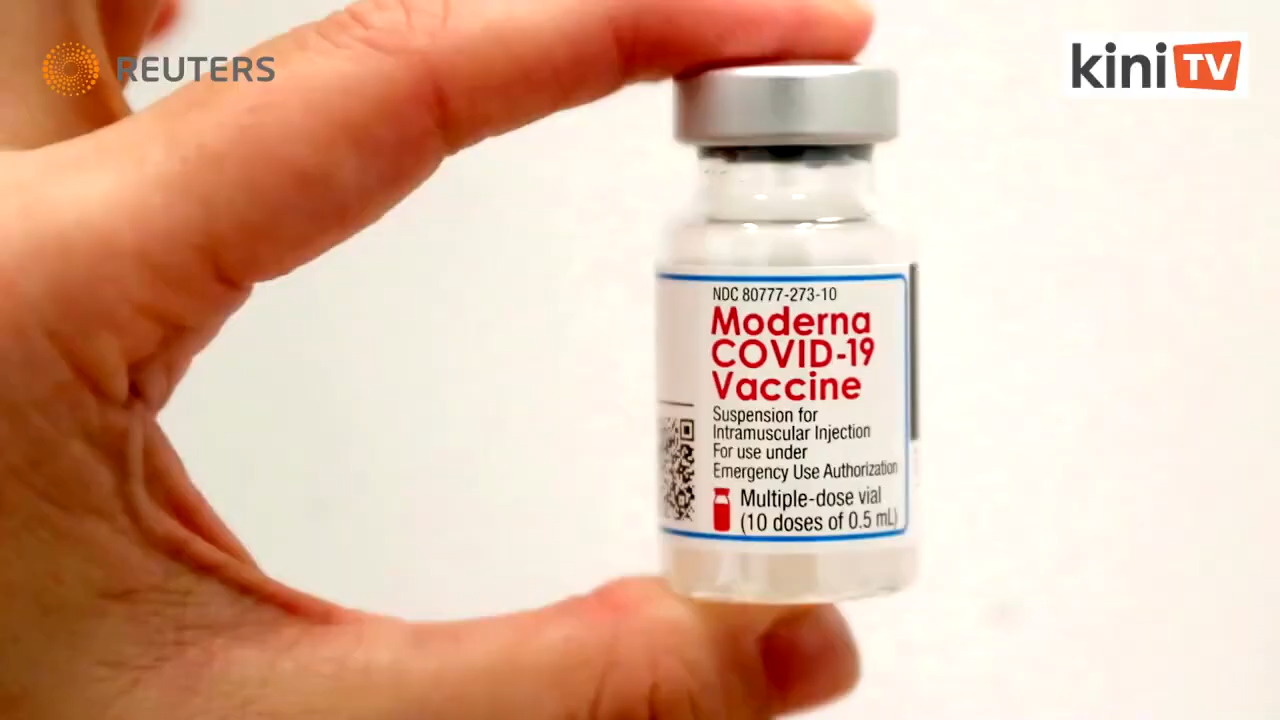 REUTERS
kini TV
NDC 80777-273-10
Moderna
COVID-19
Vaccine
Suspension for
Intramuscular Injection
For use under
Emergency Use Authorization
Multiple-dose vial
(10 doses of 0.5 mL)